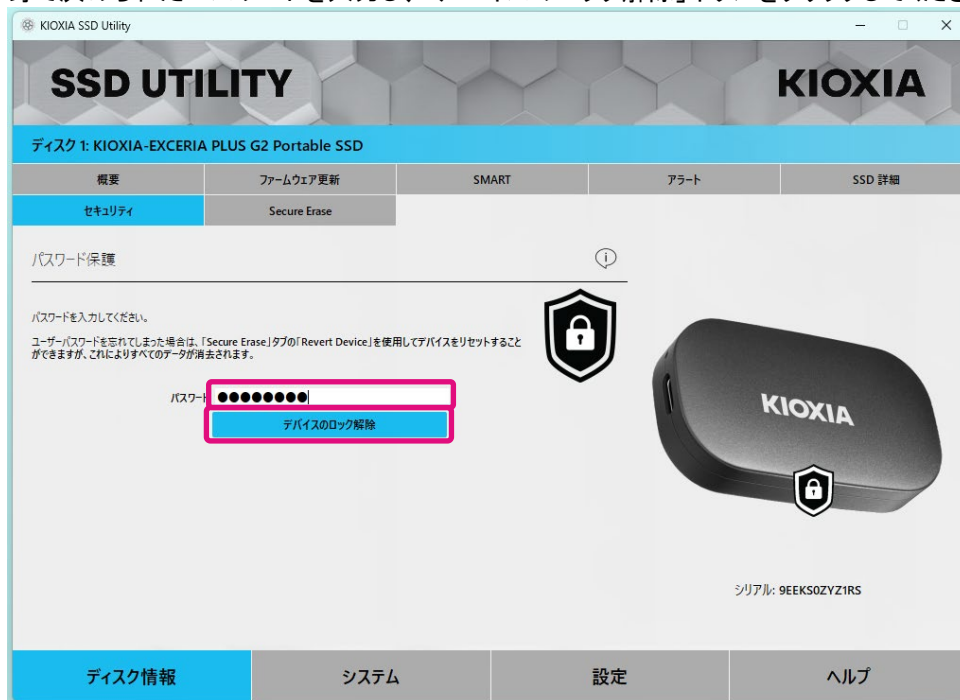 KIOXIA SSD Utility
SSD UTILITY
KIOXIA
ディスク 1: KIOXIA-EXCERIA PLUS G2 Portable SSD
概要
ファームウェア更新
SMART
アラート
SSD 詳細
セキュリティ
Secure Erase
パスワード保護
パスワードを入力してください。
ユーザーパスワードを忘れてしまった場合は、「Secure Erase」タブの「Revert Device」を使用してデバイスをリセットすること
ができますが、これによりすべてのデータが消去されます。
パスワード
●●●●●●●●
デバイスのロック解除
KIOXIA
シリアル: 9EEKS0ZYZ1RS
ディスク情報
システム
設定
ヘルプ